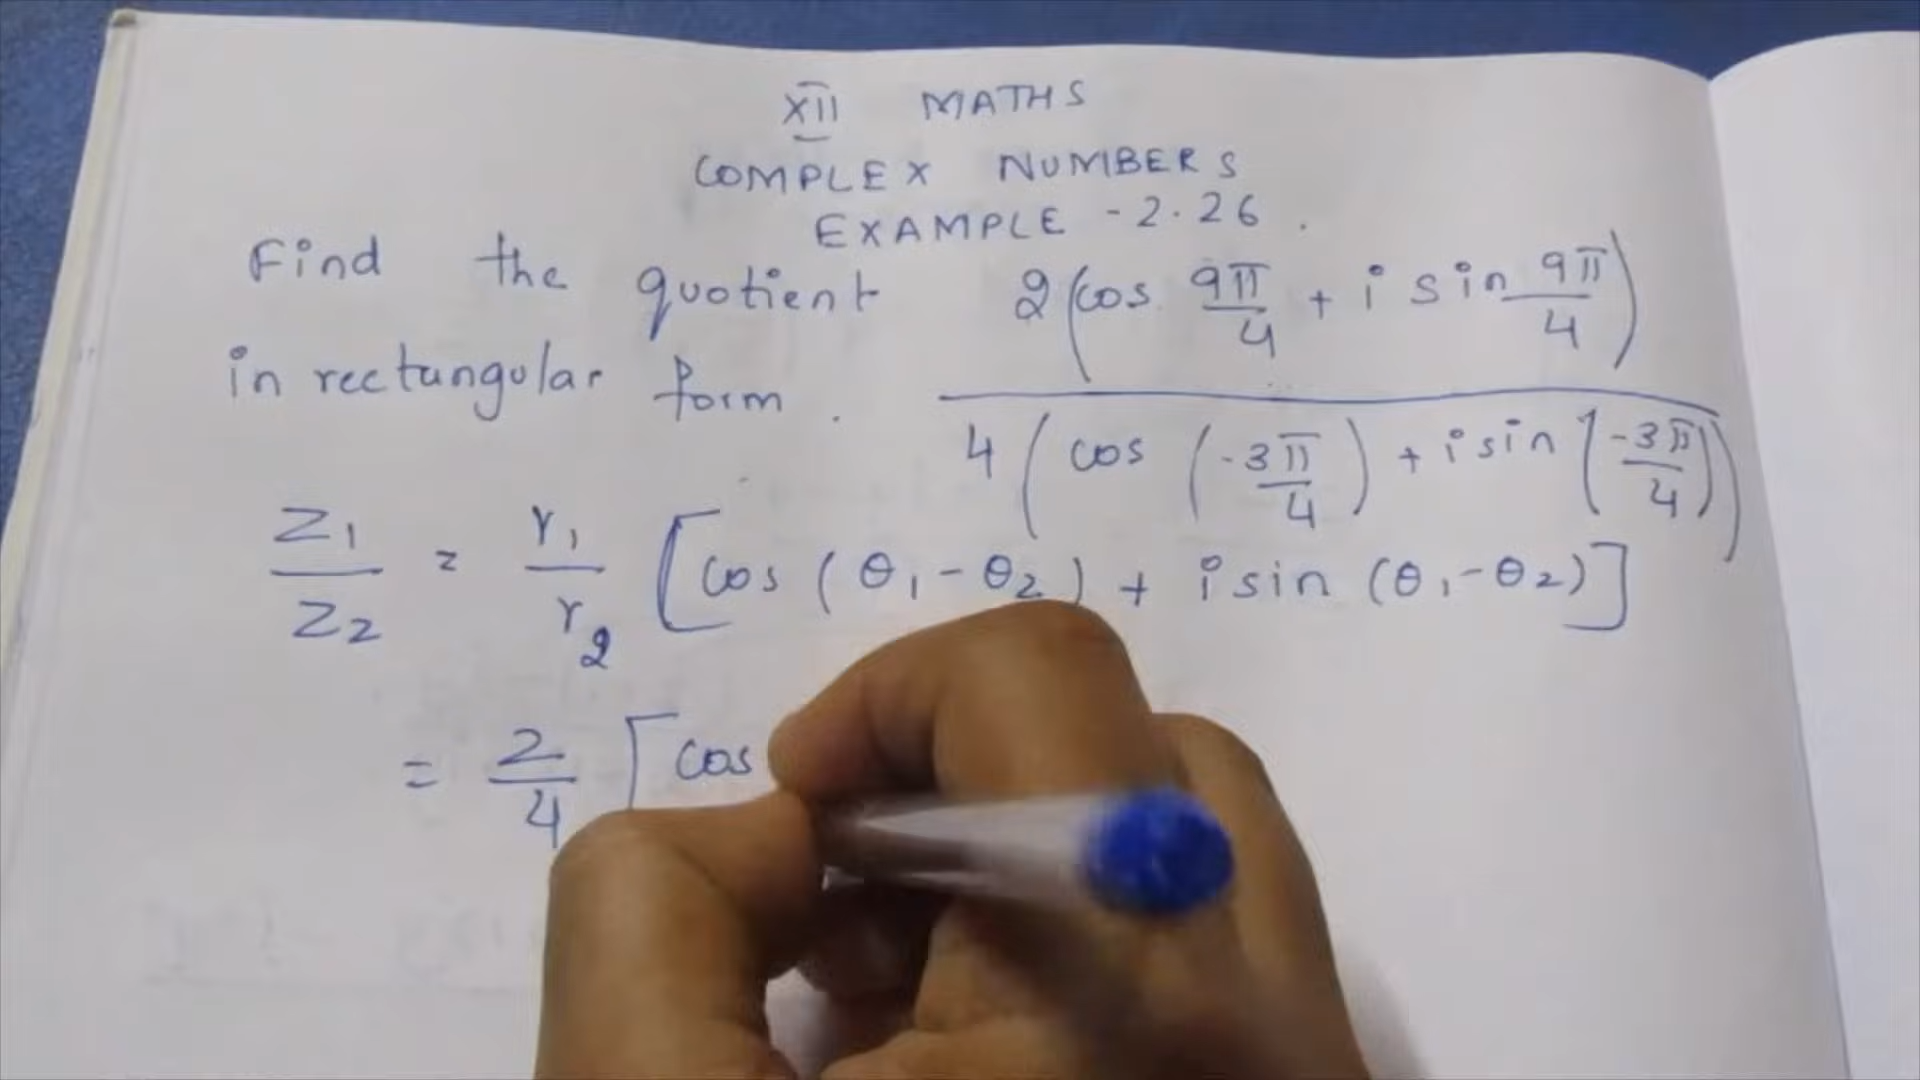 XII MATHS
COMPLEX NUMBERS
EXAMPLE - 2.26.
Find the quotient 2(cos 9π/4 + i sin 9π/4)
in rectangular form. 4(cos (-3π/4) + i sin (-3π/4))
Z₁/Z₂ = r₁/r₂ [cos (θ₁-θ₂) + i sin (θ₁-θ₂)]
= 2/4 [cos